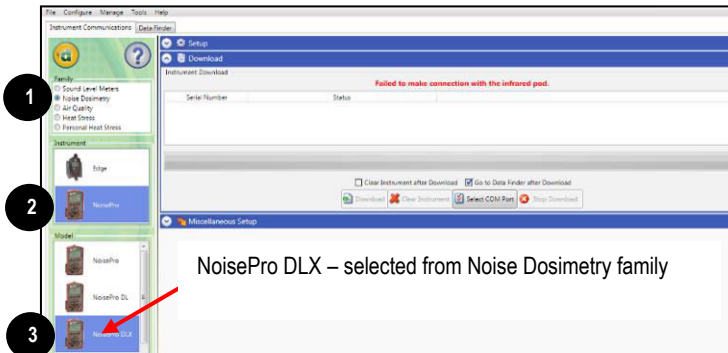 File Configure Manage Tools Help
Instrument Communications Data Finder
Setup
Download
Instrument Download
Failed to make connection with the infrared pod.
Serial Number Status
Clear Instrument after Download Go to Data Finder after Download
Download Clear Instrument Select COM Port Stop Download
Miscellaneous Setup
a ?
Family
Sound Level Meters
Noise Dosimetry
Air Quality
Heat Stress
Personal Heat Stress
1
Instrument
Edge
NoisePro
2
Model
NoisePro
NoisePro DL
NoisePro DLX
3
NoisePro DLX – selected from Noise Dosimetry family